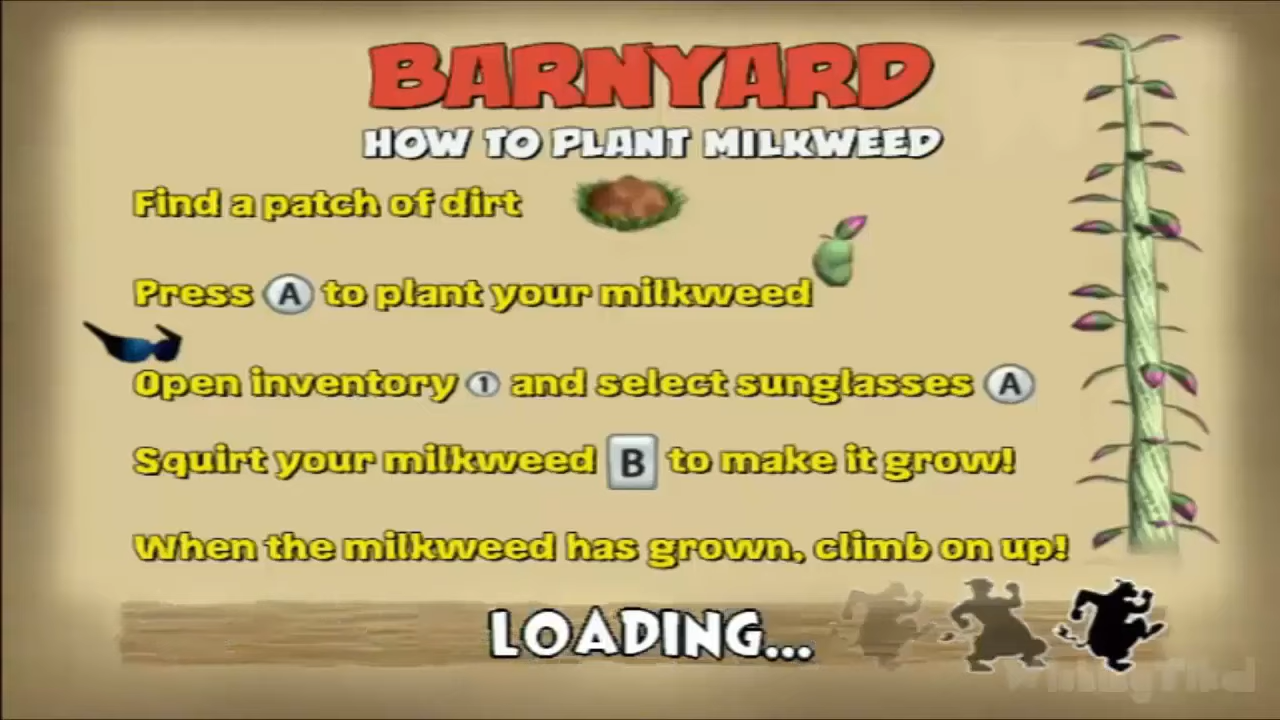 BARNYARD
HOW TO PLANT MILKWEED
Find a patch of dirt
Press A to plant your milkweed
Open inventory 1 and select sunglasses A
Squirt your milkweed B to make it grow!
When the milkweed has grown, climb on up!
LOADING...